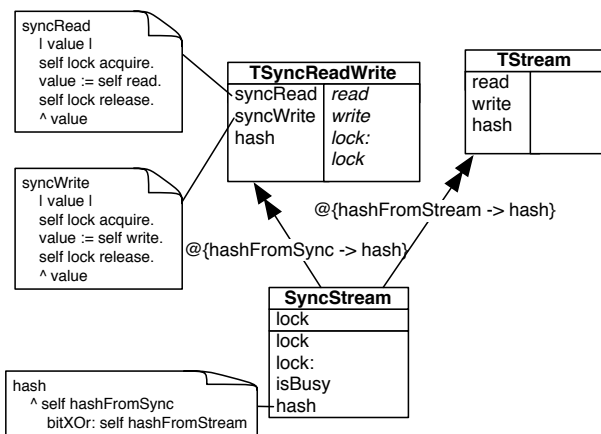 syncRead
| value |
self lock acquire.
value := self read.
self lock release.
^ value
syncWrite
| value |
self lock acquire.
value := self write.
self lock release.
^ value
TSyncReadWrite
syncRead
syncWrite
hash
read
write
lock:
lock
TStream
read
write
hash
@{hashFromStream -> hash}
@{hashFromSync -> hash}
SyncStream
lock
lock
lock:
isBusy
hash
hash
^ self hashFromSync
bitXOr: self hashFromStream